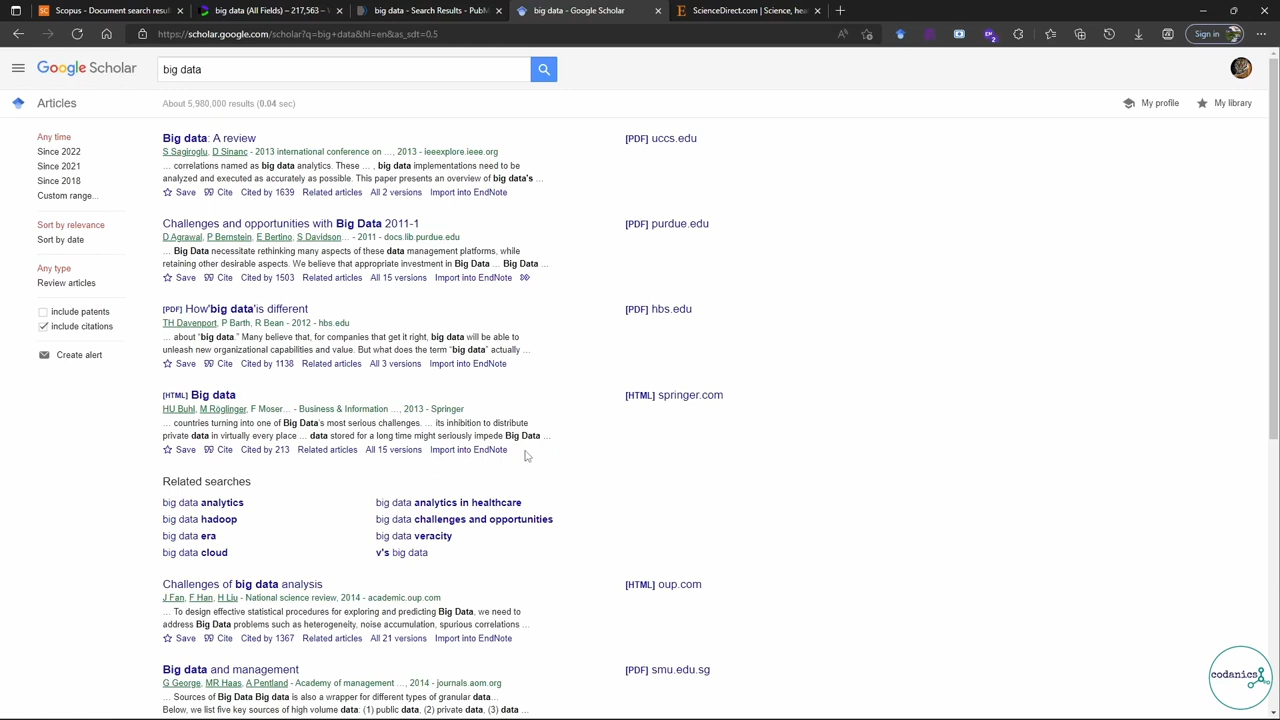 Scopus - Document search result
big data (All Fields) – 217,563 –
big data - Search Results - PubM
big data - Google Scholar
ScienceDirect.com | Science, hea
https://scholar.google.com/scholar?q=big+data&hl=en&as_sdt=0.5
Sign in
Google Scholar
big data
Articles
About 5,980,000 results (0.04 sec)
My profile
My library
Any time
Since 2022
Since 2021
Since 2018
Custom range...
Sort by relevance
Sort by date
Any type
Review articles
include patents
include citations
Create alert
Big data: A review
[PDF] uccs.edu
S Sagiroglu, D Sinanc - 2013 international conference on …, 2013 - ieeexplore.ieee.org
… correlations named as big data analytics. These … , big data implementations need to be
analyzed and executed as accurately as possible. This paper presents an overview of big data's …
Save Cite Cited by 1639 Related articles All 2 versions Import into EndNote
Challenges and opportunities with Big Data 2011-1
[PDF] purdue.edu
D Agrawal, P Bernstein, E Bertino, S Davidson… - 2011 - docs.lib.purdue.edu
… Big Data necessitate rethinking many aspects of these data management platforms, while
retaining other desirable aspects. We believe that appropriate investment in Big Data … Big Data …
Save Cite Cited by 1503 Related articles All 15 versions Import into EndNote
[PDF] How'big data'is different
[PDF] hbs.edu
TH Davenport, P Barth, R Bean - 2012 - hbs.edu
… about “big data.” Many believe that, for companies that get it right, big data will be able to
unleash new organizational capabilities and value. But what does the term “big data” actually …
Save Cite Cited by 1138 Related articles All 3 versions Import into EndNote
[HTML] Big data
[HTML] springer.com
HU Buhl, M Röglinger, F Moser… - Business & Information …, 2013 - Springer
… countries turning into one of Big Data's most serious challenges. … its inhibition to distribute
private data in virtually every place … data stored for a long time might seriously impede Big Data …
Save Cite Cited by 213 Related articles All 15 versions Import into EndNote
Related searches
big data analytics
big data analytics in healthcare
big data hadoop
big data challenges and opportunities
big data era
big data veracity
big data cloud
v's big data
Challenges of big data analysis
[HTML] oup.com
J Fan, F Han, H Liu - National science review, 2014 - academic.oup.com
… To design effective statistical procedures for exploring and predicting Big Data, we need to
address Big Data problems such as heterogeneity, noise accumulation, spurious correlations …
Save Cite Cited by 1367 Related articles All 21 versions Import into EndNote
Big data and management
[PDF] smu.edu.sg
G George, MR Haas, A Pentland - Academy of management …, 2014 - journals.aom.org
… Sources of Big Data Big data is also a wrapper for different types of granular data…
Below, we list five key sources of high volume data: (1) public data, (2) private data, (3) data …
codanics